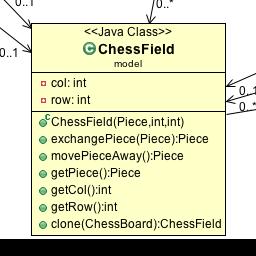 0..1
0..*
<<Java Class>>
C ChessField
model
0..1
col: int
row: int
0..1
0..*
c ChessField(Piece,int,int)
exchangePiece(Piece):Piece
movePieceAway():Piece
getPiece():Piece
getCol():int
getRow():int
clone(ChessBoard):ChessField